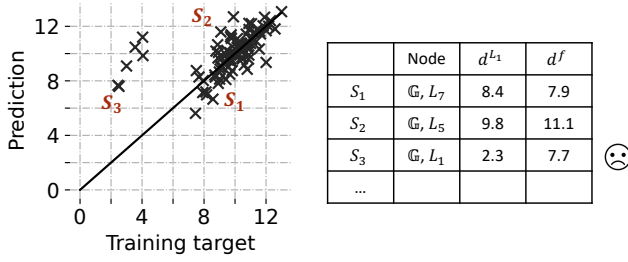 12
8
4
0
0
4
8
12
Prediction
Training target
S₂
S₁
S₃
Node d^{L₁} d^f
S₁ 𝔾, L₇ 8.4 7.9
S₂ 𝔾, L₅ 9.8 11.1
S₃ 𝔾, L₁ 2.3 7.7
...